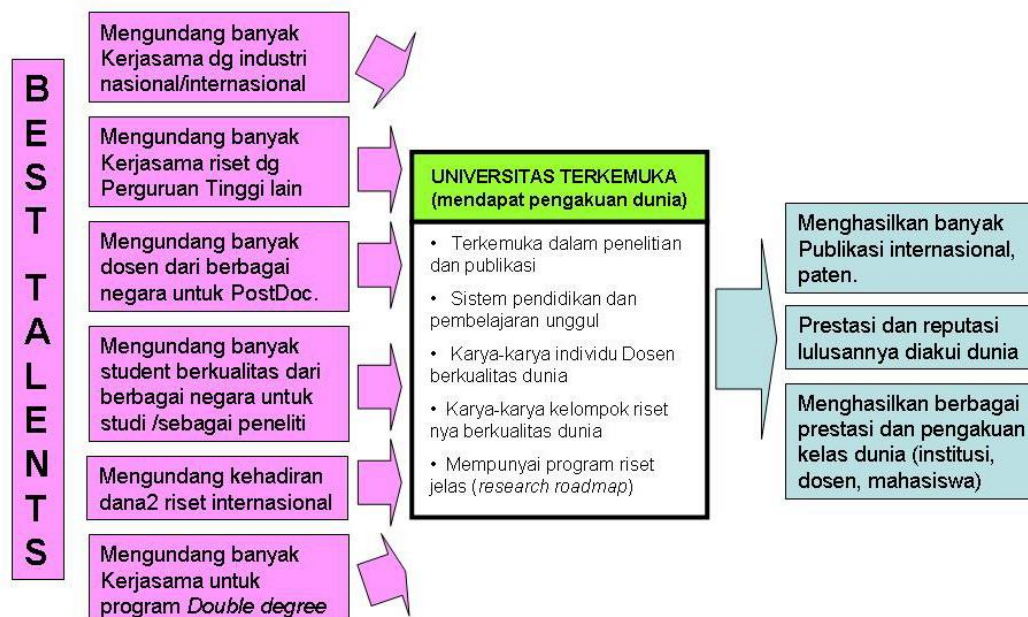 BEST TALENTS
Mengundang banyak
Kerjasama dg industri
nasional/internasional
Mengundang banyak
Kerjasama riset dg
Perguruan Tinggi lain
Mengundang banyak
dosen dari berbagai
negara untuk PostDoc.
Mengundang banyak
student berkualitas dari
berbagai negara untuk
studi /sebagai peneliti
Mengundang kehadiran
dana2 riset internasional
Mengundang banyak
Kerjasama untuk
program Double degree
UNIVERSITAS TERKEMUKA
(mendapat pengakuan dunia)
• Terkemuka dalam penelitian
dan publikasi
• Sistem pendidikan dan
pembelajaran unggul
• Karya-karya individu Dosen
berkualitas dunia
• Karya-karya kelompok riset
nya berkualitas dunia
• Mempunyai program riset
jelas (research roadmap)
Menghasilkan banyak
Publikasi internasional,
paten.
Prestasi dan reputasi
lulusannya diakui dunia
Menghasilkan berbagai
prestasi dan pengakuan
kelas dunia (institusi,
dosen, mahasiswa)